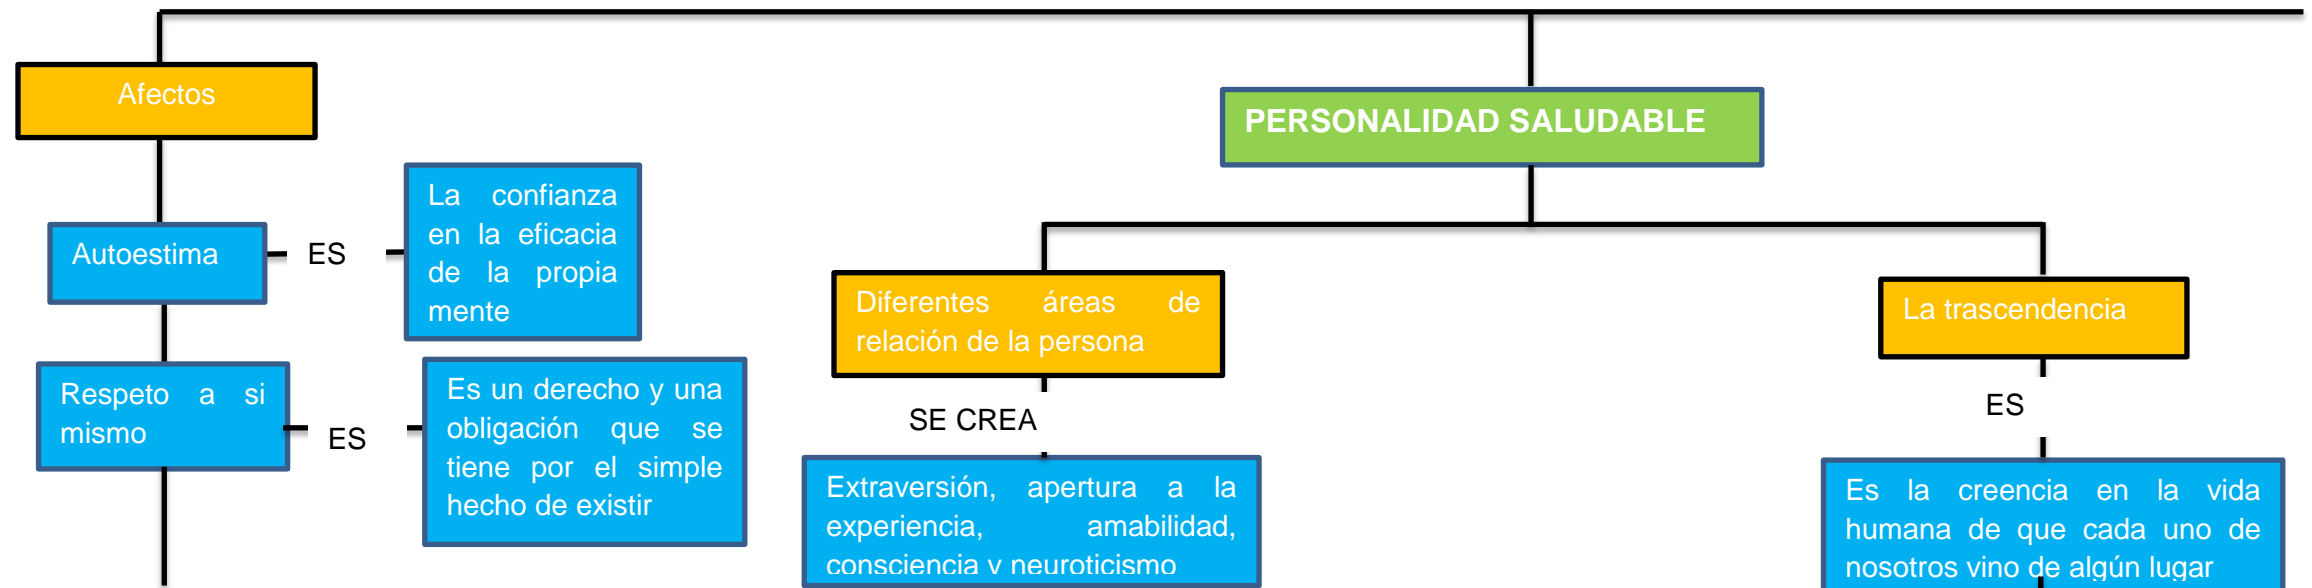 Afectos
PERSONALIDAD SALUDABLE
Autoestima
ES
La confianza
en la eficacia
de la propia
mente
Respeto a si
mismo
ES
Es un derecho y una
obligación que se
tiene por el simple
hecho de existir
Diferentes áreas de
relación de la persona
SE CREA
Extraversión, apertura a la
experiencia, amabilidad,
consciencia y neuroticismo
La trascendencia
ES
Es la creencia en la vida
humana de que cada uno de
nosotros vino de algún lugar